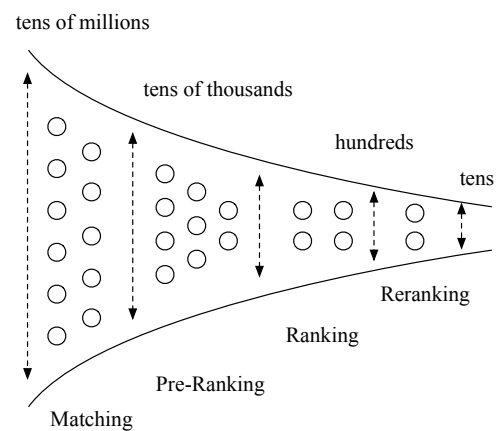 tens of millions
tens of thousands
hundreds
tens
Reranking
Ranking
Pre-Ranking
Matching